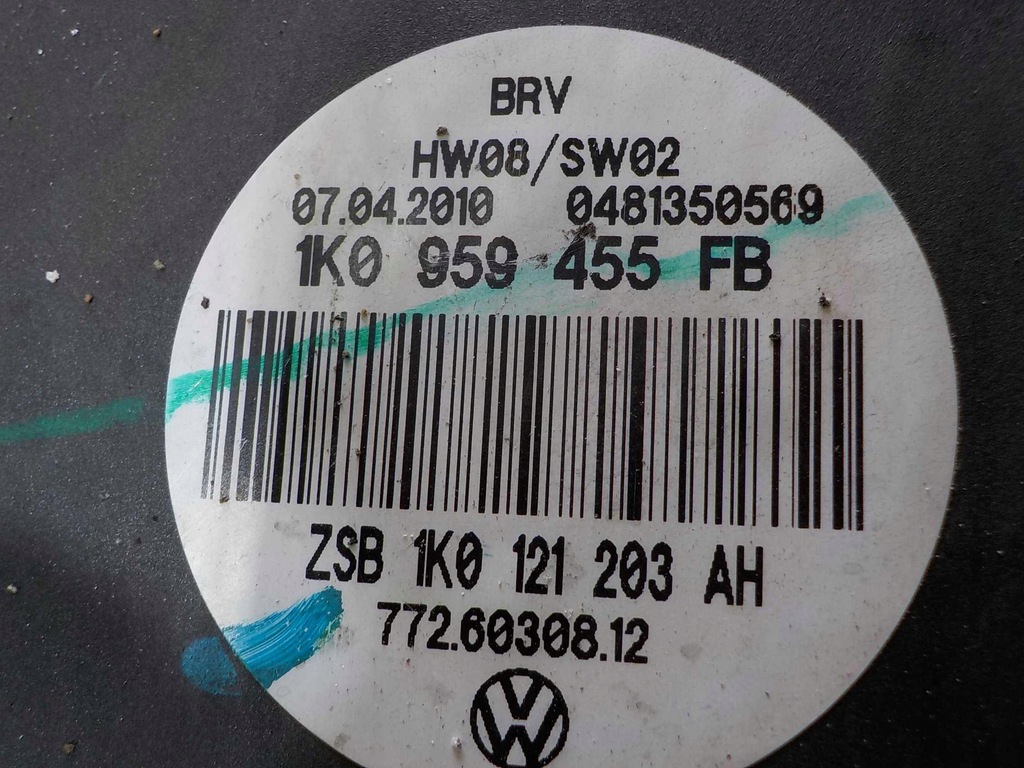 BRV
HW08/SW02
07.04.2010 0481350569
1K0 959 455 FB
ZSB 1K0 121 203 AH
772.60308.12
VW